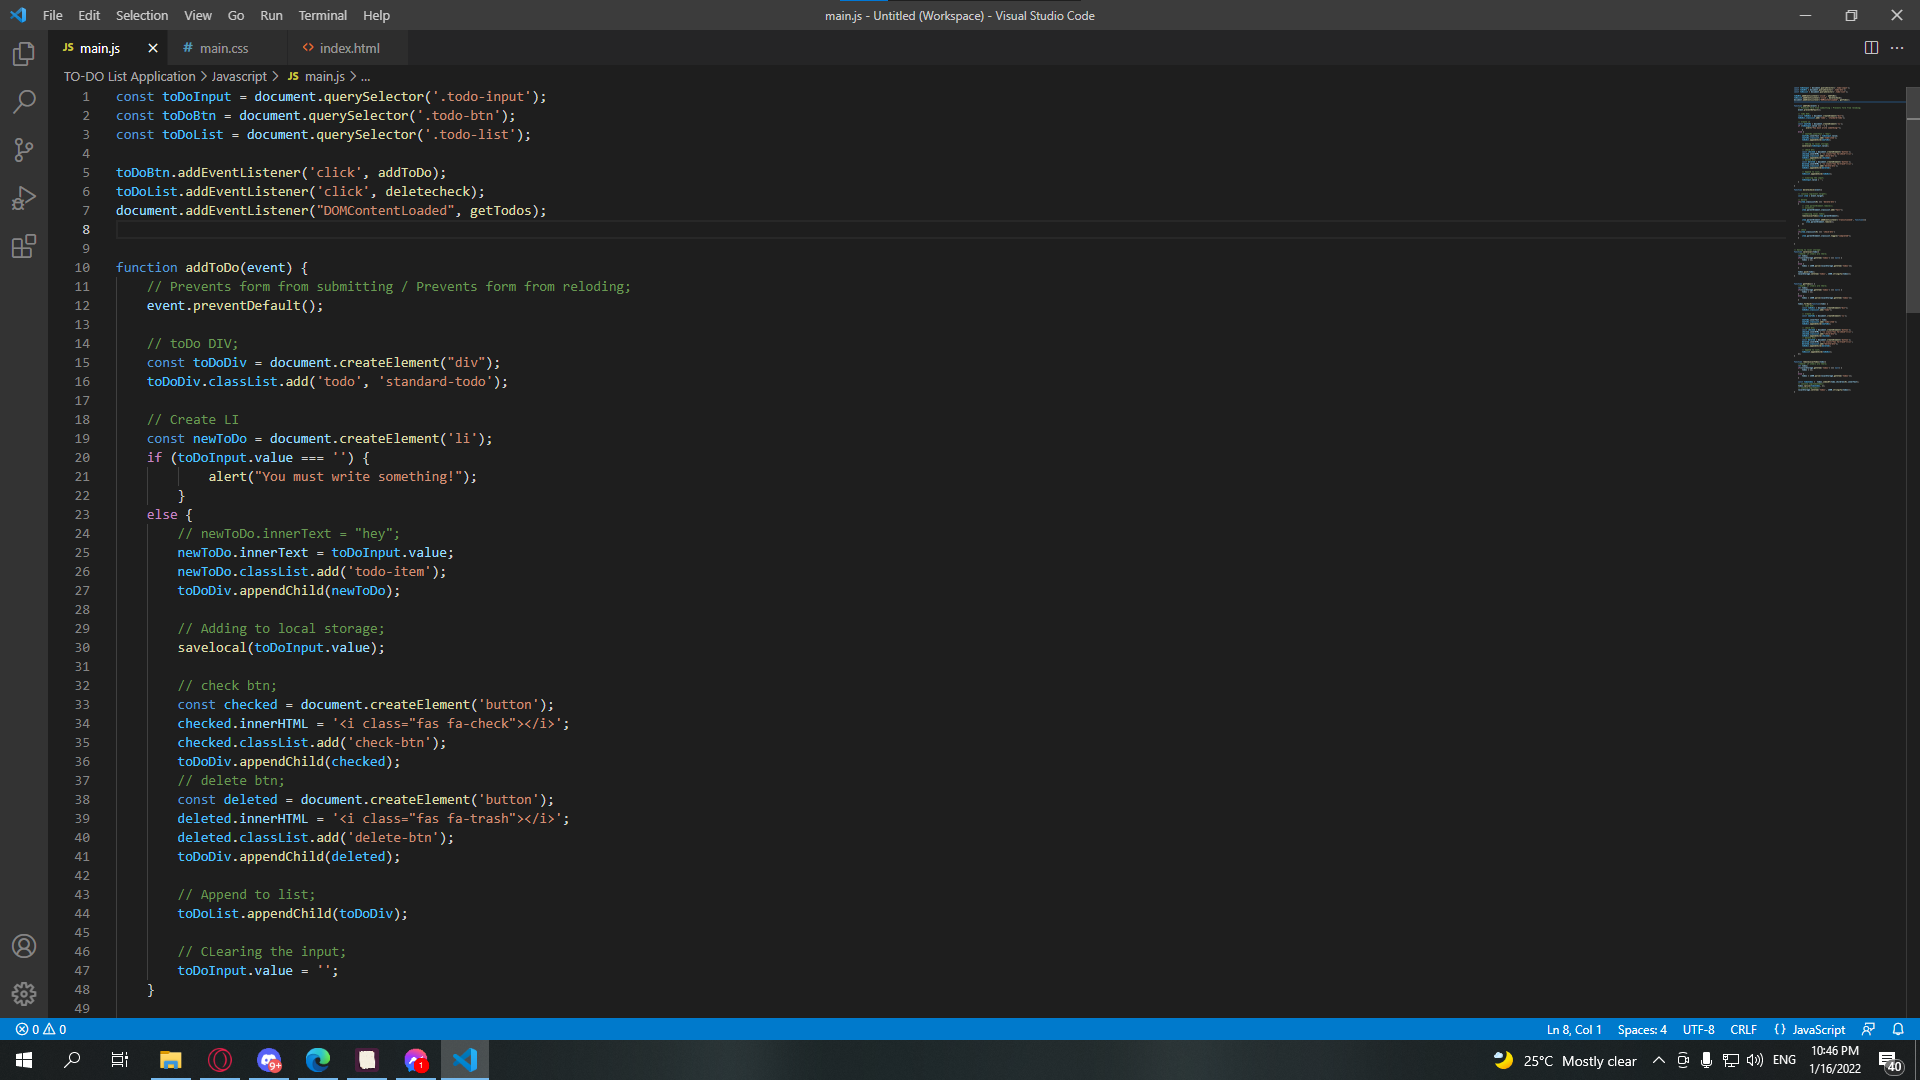 File Edit Selection View Go Run Terminal Help
main.js - Untitled (Workspace) - Visual Studio Code
JS main.js
# main.css
<> index.html
TO-DO List Application > Javascript > JS main.js > ...
1 const toDoInput = document.querySelector('.todo-input');
2 const toDoBtn = document.querySelector('.todo-btn');
3 const toDoList = document.querySelector('.todo-list');
4
5 toDoBtn.addEventListener('click', addToDo);
6 toDoList.addEventListener('click', deletecheck);
7 document.addEventListener("DOMContentLoaded", getTodos);
8
9
10 function addToDo(event) {
11 // Prevents form from submitting / Prevents form from reloding;
12 event.preventDefault();
13
14 // toDo DIV;
15 const toDoDiv = document.createElement("div");
16 toDoDiv.classList.add('todo', 'standard-todo');
17
18 // Create LI
19 const newToDo = document.createElement('li');
20 if (toDoInput.value === '') {
21 alert("You must write something!");
22 }
23 else {
24 // newToDo.innerText = "hey";
25 newToDo.innerText = toDoInput.value;
26 newToDo.classList.add('todo-item');
27 toDoDiv.appendChild(newToDo);
28
29 // Adding to local storage;
30 savelocal(toDoInput.value);
31
32 // check btn;
33 const checked = document.createElement('button');
34 checked.innerHTML = '<i class="fas fa-check"></i>';
35 checked.classList.add('check-btn');
36 toDoDiv.appendChild(checked);
37 // delete btn;
38 const deleted = document.createElement('button');
39 deleted.innerHTML = '<i class="fas fa-trash"></i>';
40 deleted.classList.add('delete-btn');
41 toDoDiv.appendChild(deleted);
42
43 // Append to list;
44 toDoList.appendChild(toDoDiv);
45
46 // CLearing the input;
47 toDoInput.value = '';
48 }
49
0 0
Ln 8, Col 1 Spaces: 4 UTF-8 CRLF {} JavaScript
9+
1
25°C Mostly clear
ENG
10:46 PM
1/16/2022
40